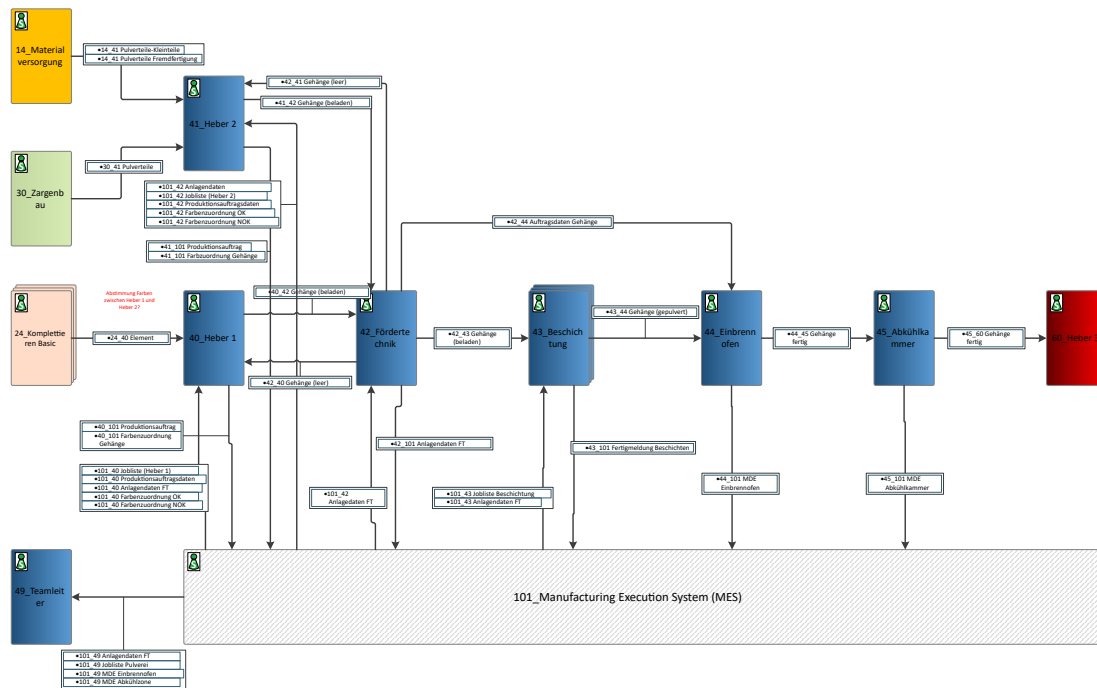 14_Material
versorgung
•14_41 Pulverteile-Kleinteile
•14_41 Pulverteile Fremdfertigung
•42_41 Gehänge (leer)
•41_42 Gehänge (beladen)
41_Heber 2
30_Zargenb
au
•30_41 Pulverteile
•101_42 Anlagendaten
•101_42 Jobliste (Heber 2)
•101_42 Produktionsauftragsdaten
•101_42 Farbenzuordnung OK
•101_42 Farbenzuordnung NOK
•41_101 Produktionsauftrag
•41_101 Farbzuordnung Gehänge
•42_44 Auftragsdaten Gehänge
Abstimmung Farben
zwischen Heber 1 und
Heber 2?
24_Komplettie
ren Basic
•24_40 Element
40_Heber 1
•40_42 Gehänge (beladen)
•42_40 Gehänge (leer)
42_Förderte
chnik
•42_43 Gehänge
(beladen)
43_Beschich
tung
•43_44 Gehänge (gepulvert)
44_Einbrenn
ofen
•44_45 Gehänge
fertig
45_Abkühlka
mmer
•45_60 Gehänge
fertig
60_Heber
•40_101 Produktionsauftrag
•40_101 Farbenzuordnung
Gehänge
•101_40 Jobliste (Heber 1)
•101_40 Produktionsauftragsdaten
•101_40 Anlagendaten FT
•101_40 Farbenzuordnung OK
•101_40 Farbenzuordnung NOK
•42_101 Anlagendaten FT
•101_42
Anlagedaten FT
•43_101 Fertigmeldung Beschichten
•101_43 Jobliste Beschichtung
•101_43 Anlagendaten FT
•44_101 MDE
Einbrennofen
•45_101 MDE
Abkühlkammer
49_Teamleit
er
101_Manufacturing Execution System (MES)
•101_49 Anlagendaten FT
•101_49 Jobliste Pulverei
•101_49 MDE Einbrennofen
•101_49 MDE Abkühlzone